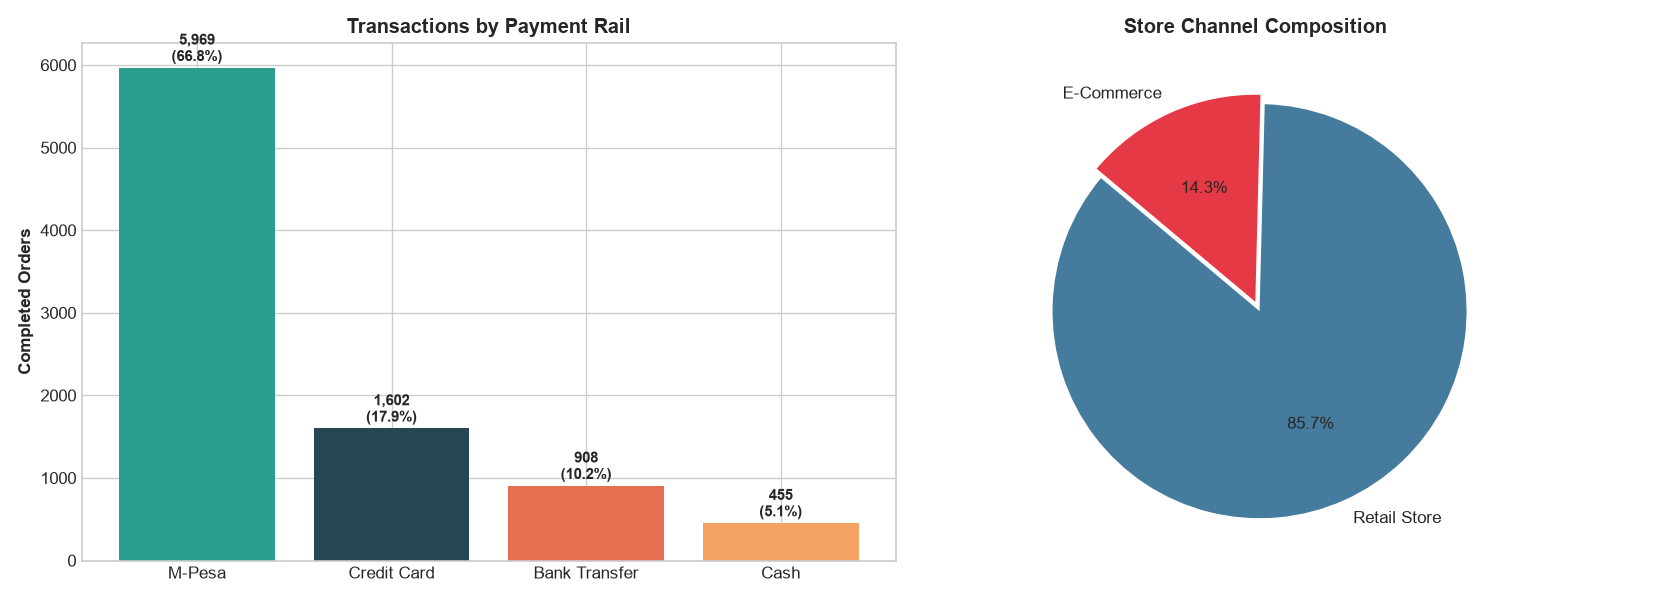 Transactions by Payment Rail
5,969
(66.8%)
6000
5000
4000
3000
2000
1000
0
Completed Orders
1,602
(17.9%)
908
(10.2%)
455
(5.1%)
M-Pesa
Credit Card
Bank Transfer
Cash
Store Channel Composition
E-Commerce
14.3%
85.7%
Retail Store